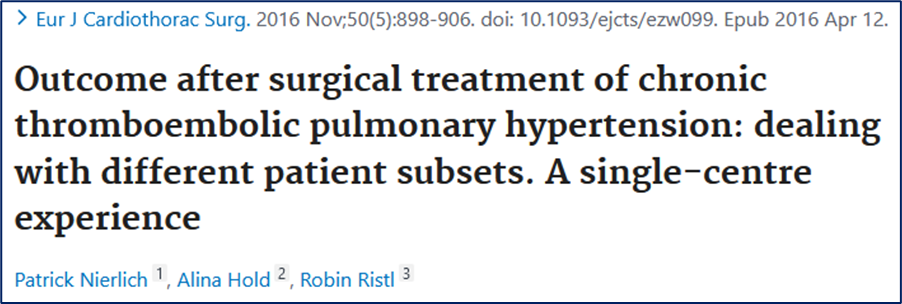 > Eur J Cardiothorac Surg. 2016 Nov;50(5):898-906. doi: 10.1093/ejcts/ezw099. Epub 2016 Apr 12.
Outcome after surgical treatment of chronic
thromboembolic pulmonary hypertension: dealing
with different patient subsets. A single-centre
experience
Patrick Nierlich 1, Alina Hold 2, Robin Ristl 3